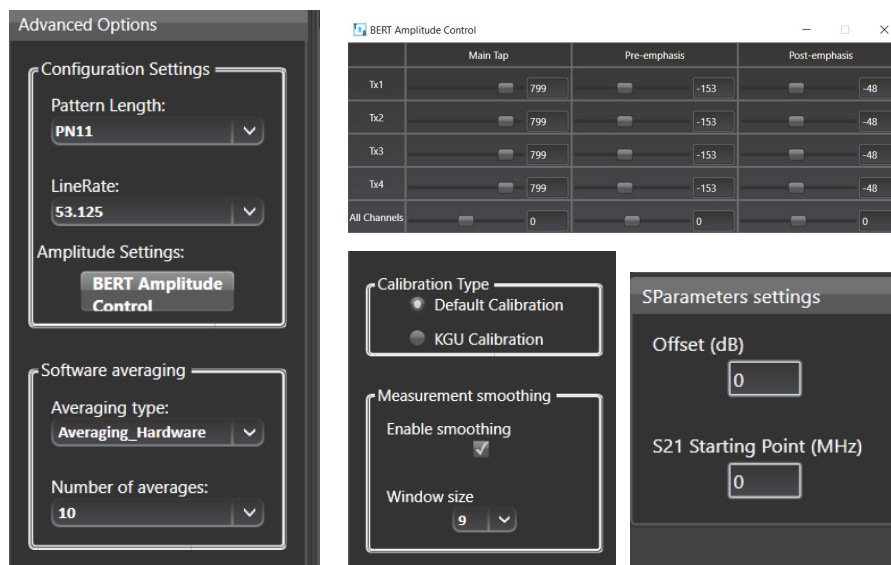 Advanced Options
Configuration Settings
Pattern Length:
PN11
LineRate:
53.125
Amplitude Settings:
BERT Amplitude
Control
Software averaging
Averaging type:
Averaging_Hardware
Number of averages:
10
BERT Amplitude Control
Main Tap Pre-emphasis Post-emphasis
Tx1 799 -153 -48
Tx2 799 -153 -48
Tx3 799 -153 -48
Tx4 799 -153 -48
All Channels 0 0 0
Calibration Type
Default Calibration
KGU Calibration
Measurement smoothing
Enable smoothing
Window size
9
SParameters settings
Offset (dB)
0
S21 Starting Point (MHz)
0